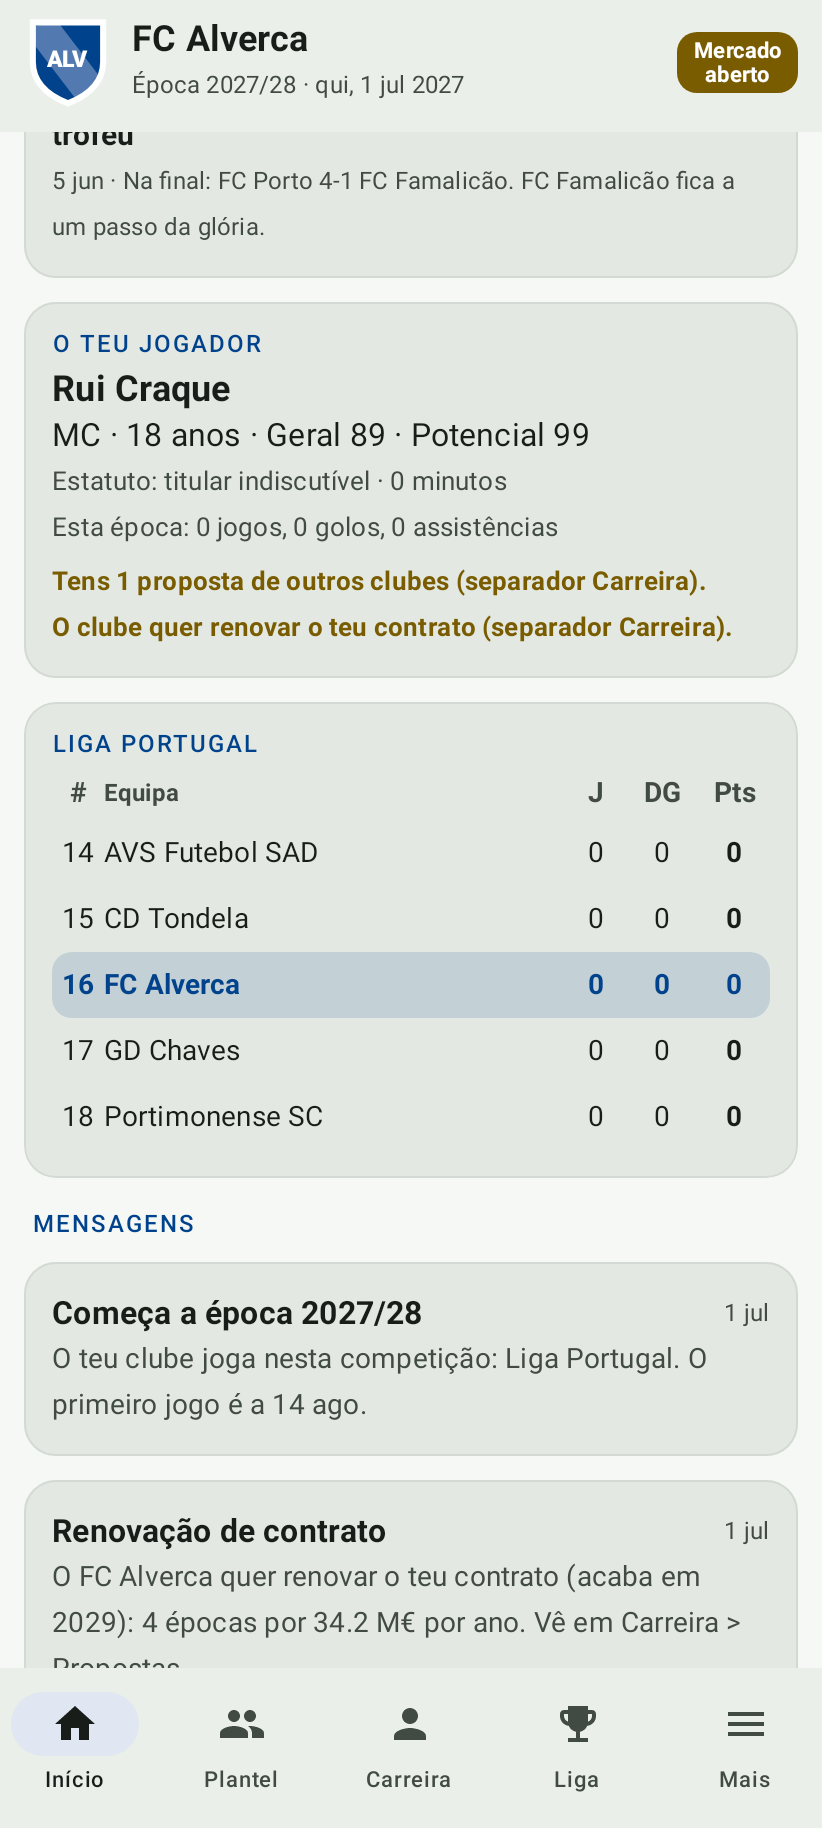 ALV
FC Alverca
Época 2027/28 · qui, 1 jul 2027
Mercado
aberto
troféu
5 jun · Na final: FC Porto 4-1 FC Famalicão. FC Famalicão fica a
um passo da glória.
O TEU JOGADOR
Rui Craque
MC · 18 anos · Geral 89 · Potencial 99
Estatuto: titular indiscutível · 0 minutos
Esta época: 0 jogos, 0 golos, 0 assistências
Tens 1 proposta de outros clubes (separador Carreira).
O clube quer renovar o teu contrato (separador Carreira).
LIGA PORTUGAL
# Equipa J DG Pts
14 AVS Futebol SAD 0 0 0
15 CD Tondela 0 0 0
16 FC Alverca 0 0 0
17 GD Chaves 0 0 0
18 Portimonense SC 0 0 0
MENSAGENS
Começa a época 2027/28 1 jul
O teu clube joga nesta competição: Liga Portugal. O
primeiro jogo é a 14 ago.
Renovação de contrato 1 jul
O FC Alverca quer renovar o teu contrato (acaba em
2029): 4 épocas por 34.2 M€ por ano. Vê em Carreira >
Propostas
Início Plantel Carreira Liga Mais